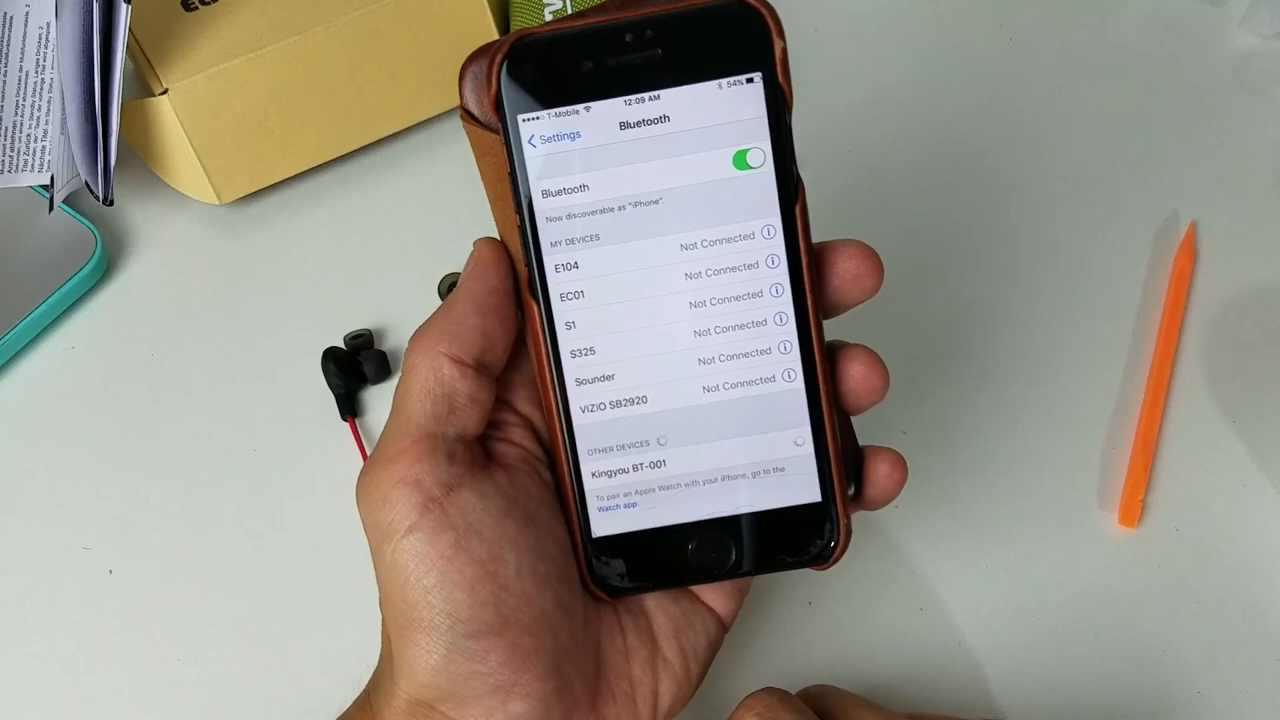 T-Mobile
12:09 AM
54%
Settings
Bluetooth
Bluetooth
Now discoverable as "iPhone".
MY DEVICES
E104 Not Connected
EC01 Not Connected
S1 Not Connected
S325 Not Connected
Sounder Not Connected
VIZIO SB2920 Not Connected
OTHER DEVICES
Kingyou BT-001
To pair an Apple Watch with your iPhone, go to the
Watch app.